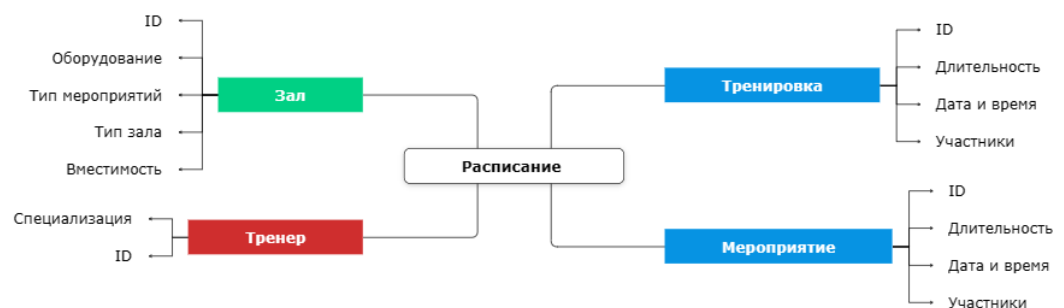 ID
Оборудование
Тип мероприятий
Тип зала
Вместимость
Зал
Специализация
ID
Тренер
Расписание
Тренировка
ID
Длительность
Дата и время
Участники
Мероприятие
ID
Длительность
Дата и время
Участники